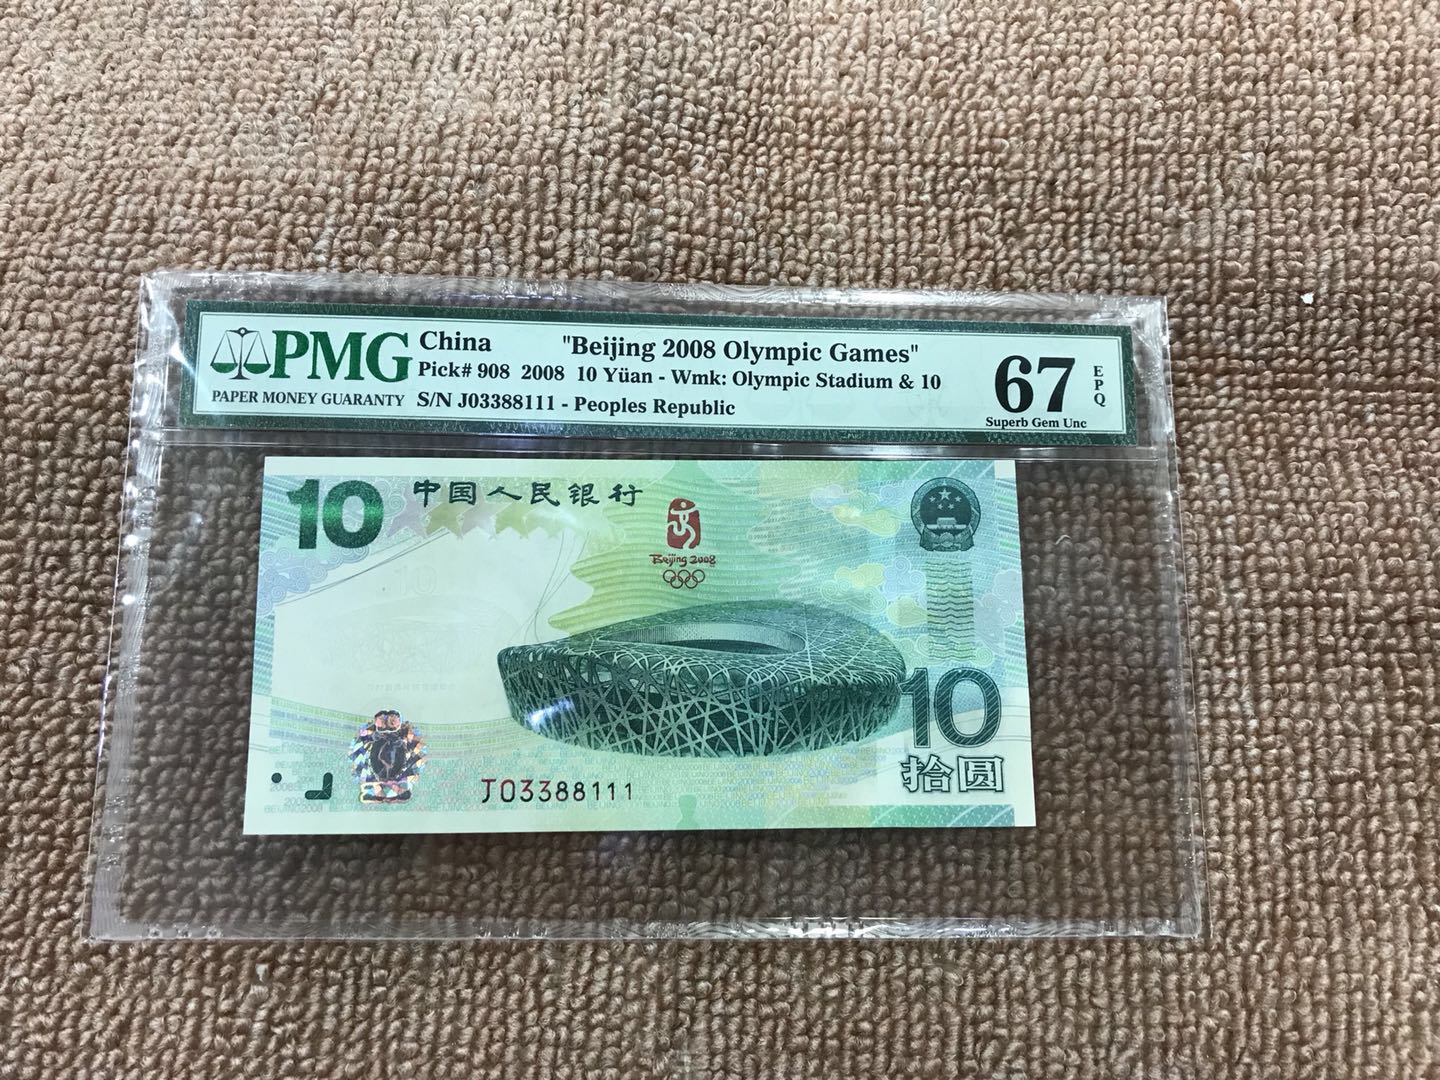 PMG
PAPER MONEY GUARANTY
China "Beijing 2008 Olympic Games"
Pick# 908 2008 10 Yüan - Wmk: Olympic Stadium & 10
S/N J03388111 - Peoples Republic
67
EPQ
Superb Gem Unc
10 中国人民银行
Beijing 2008
10
拾圆
J03388111